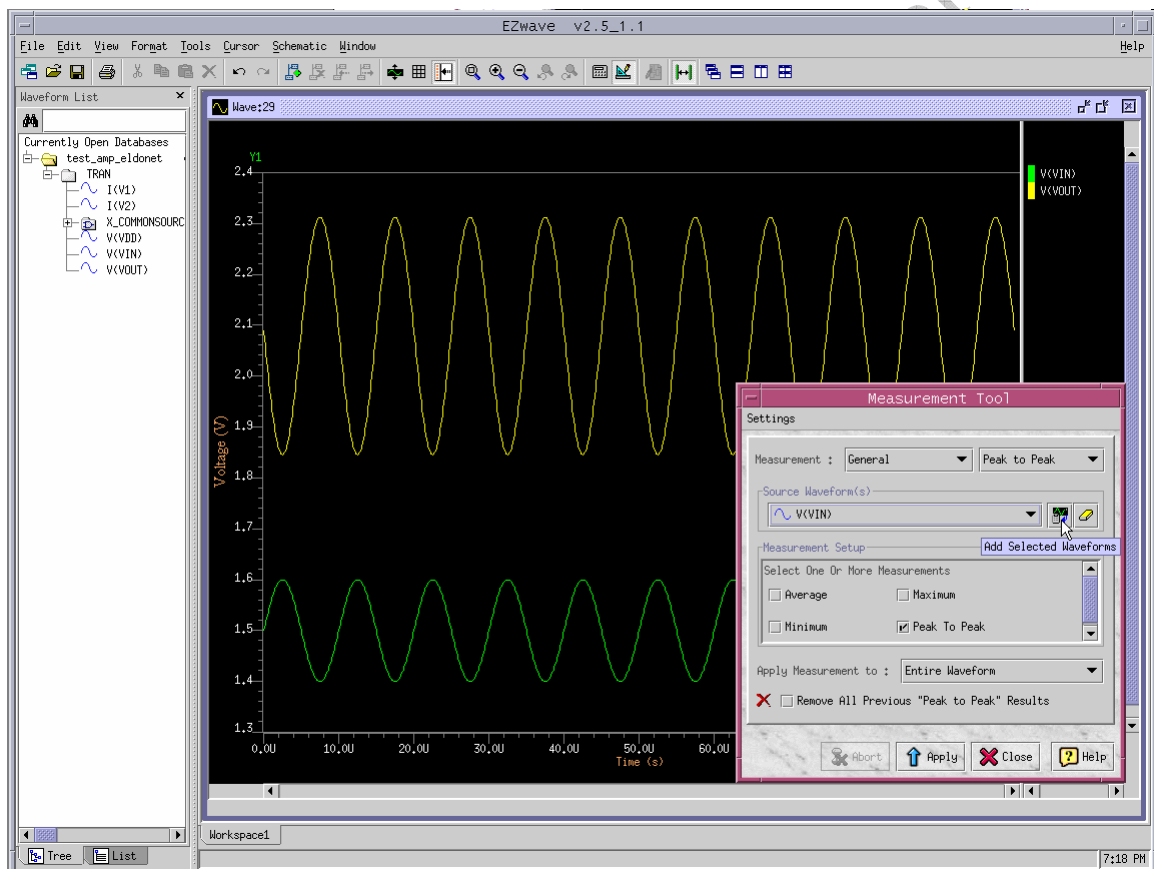 EZwave v2.5_1.1
File Edit View Format Tools Cursor Schematic Window Help
Waveform List
Currently Open Databases
test_amp_eldonet
TRAN
I(V1)
I(V2)
X_COMMONSOURC
V(VDD)
V(VIN)
V(VOUT)
Tree
List
Wave:29
Y1
2.4
2.3
2.2
2.1
2.0
1.9
1.8
1.7
1.6
1.5
1.4
1.3
Voltage (V)
0.0U 10.0U 20.0U 30.0U 40.0U 50.0U 60.0U
Time (s)
V(VIN)
V(VOUT)
Measurement Tool
Settings
Measurement : General Peak to Peak
Source Waveform(s)
V(VIN)
Add Selected Waveforms
Measurement Setup
Select One Or More Measurements
Average Maximum
Minimum Peak To Peak
Apply Measurement to : Entire Waveform
Remove All Previous "Peak to Peak" Results
Abort Apply Close ? Help
Workspace1
7:18 PM